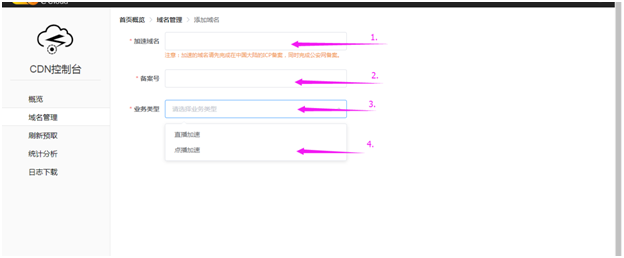 E Cloud
首页概览 > 域名管理 > 添加域名
CDN控制台
概览
域名管理
刷新预取
统计分析
日志下载
* 加速域名
1.
注意：加速的域名须先完成在中国大陆的ICP备案，同时完成公安网备案。
* 备案号
2.
* 业务类型
请选择业务类型
3.
直播加速
点播加速
4.